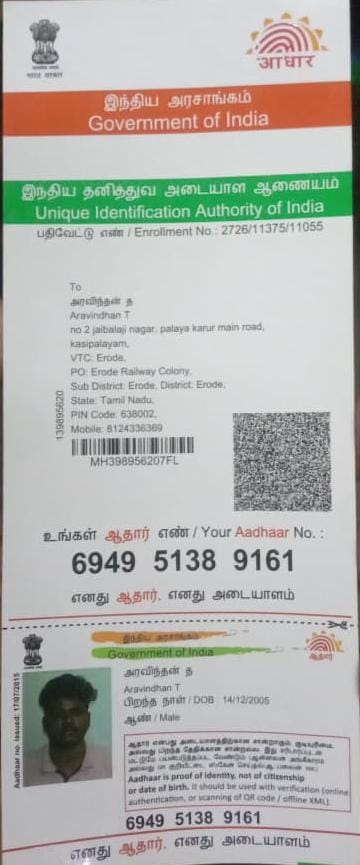 भारत सरकार
आधार
இந்திய அரசாங்கம்
Government of India
இந்திய தனித்துவ அடையாள ஆணையம்
Unique Identification Authority of India
பதிவேட்டு எண் / Enrollment No.: 2726/11375/11055
To
அரவிந்தன் த
Aravindhan T
no 2 jaibalaji nagar, palaya karur main road,
kasipalayam,
VTC: Erode,
PO: Erode Railway Colony,
Sub District: Erode, District: Erode,
State: Tamil Nadu,
PIN Code: 638002,
Mobile: 8124336369
139895620
MH398956207FL
உங்கள் ஆதார் எண் / Your Aadhaar No. :
6949 5138 9161
எனது ஆதார், எனது அடையாளம்
இந்திய அரசாங்கம்
Government of India
ஆதார்
Aadhaar no. issued: 17/07/2015
அரவிந்தன் த
Aravindhan T
பிறந்த நாள் / DOB : 14/12/2005
ஆண் / Male
Aadhaar is proof of identity, not of citizenship
or date of birth. It should be used with verification (online
authentication, or scanning of QR code / offline XML).
6949 5138 9161
எனது ஆதார், எனது அடையாளம்